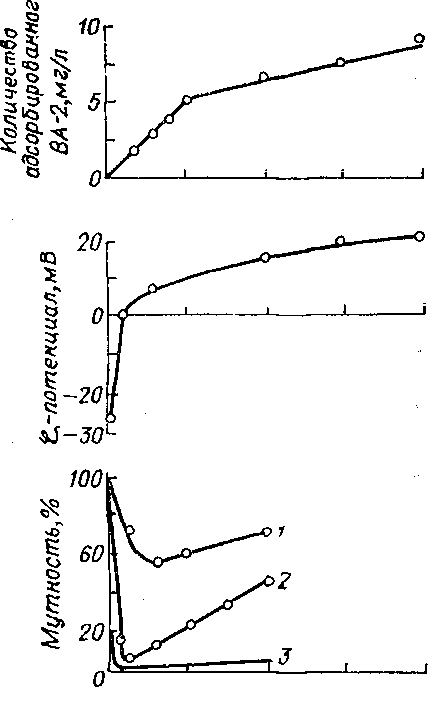 Количество
адсорбированног
ВА-2, мг/л
10
5
0
ζ-потенциал, мВ
20
0
-20
-30
Мутность, %
100
60
20
0
1
2
3